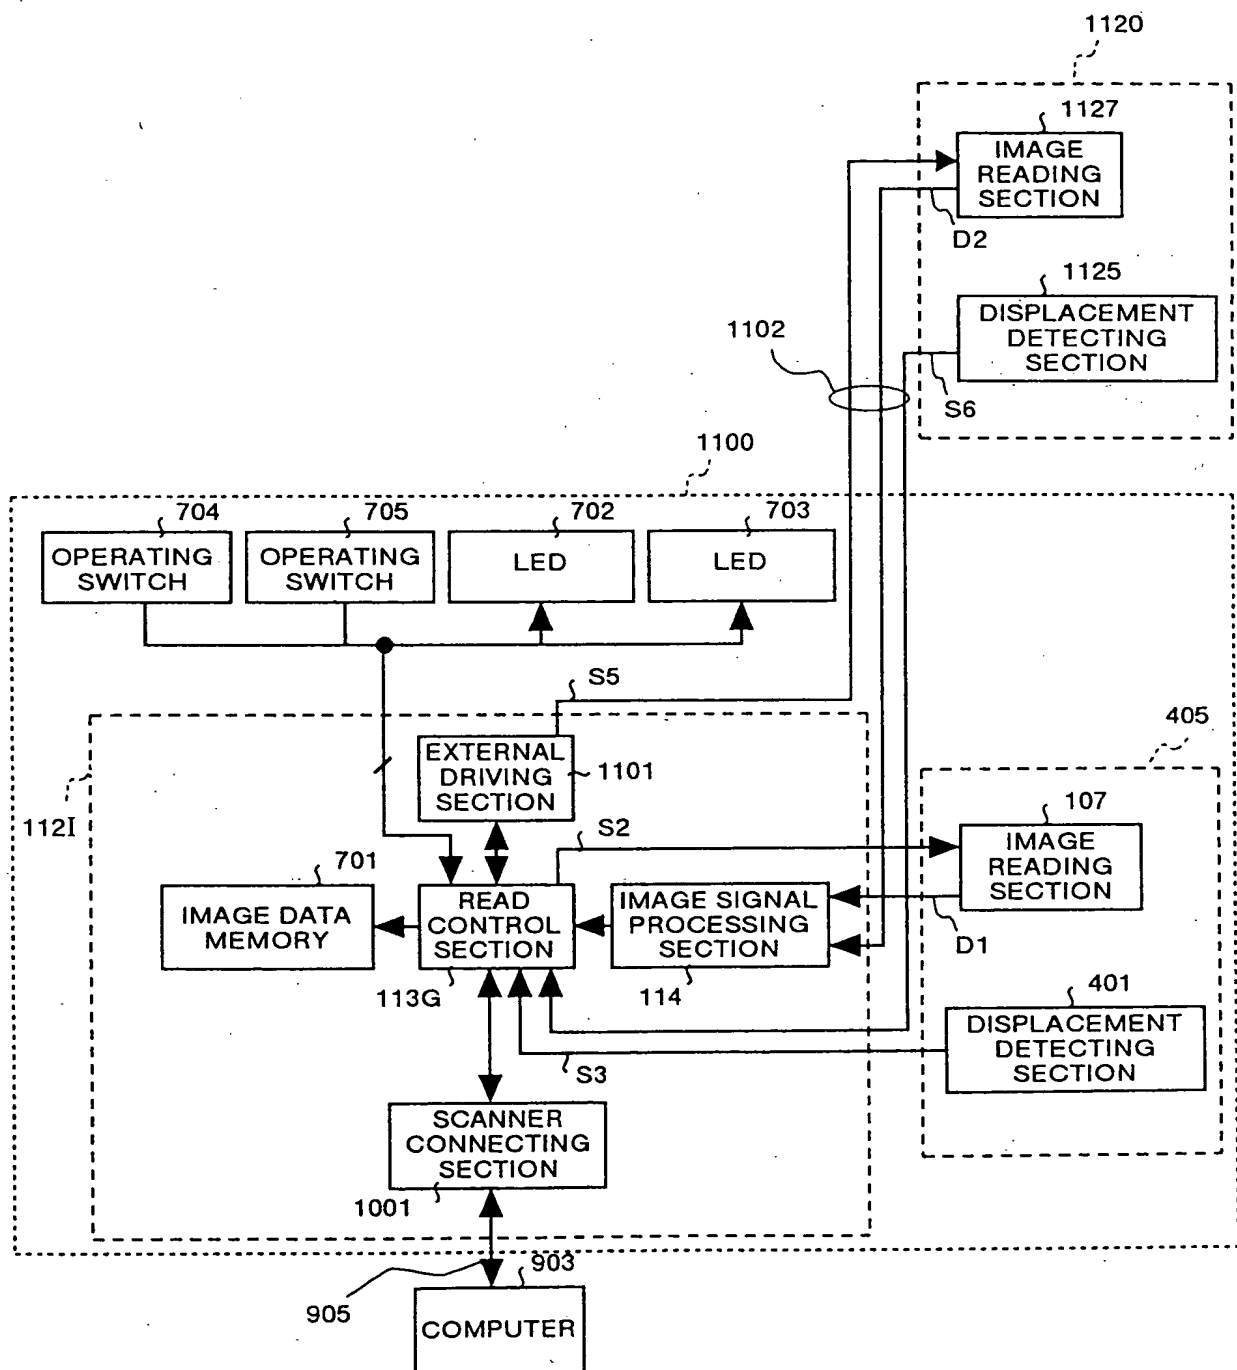 1120
1127
IMAGE
READING
SECTION
D2
1125
DISPLACEMENT
DETECTING
SECTION
S6
1102
1100
704
705
702
703
OPERATING
SWITCH
OPERATING
SWITCH
LED
LED
S5
405
EXTERNAL
DRIVING
SECTION
1101
112I
107
S2
IMAGE
READING
SECTION
701
IMAGE DATA
MEMORY
READ
CONTROL
SECTION
IMAGE SIGNAL
PROCESSING
SECTION
D1
113G
114
401
DISPLACEMENT
DETECTING
SECTION
S3
SCANNER
CONNECTING
SECTION
1001
903
905
COMPUTER